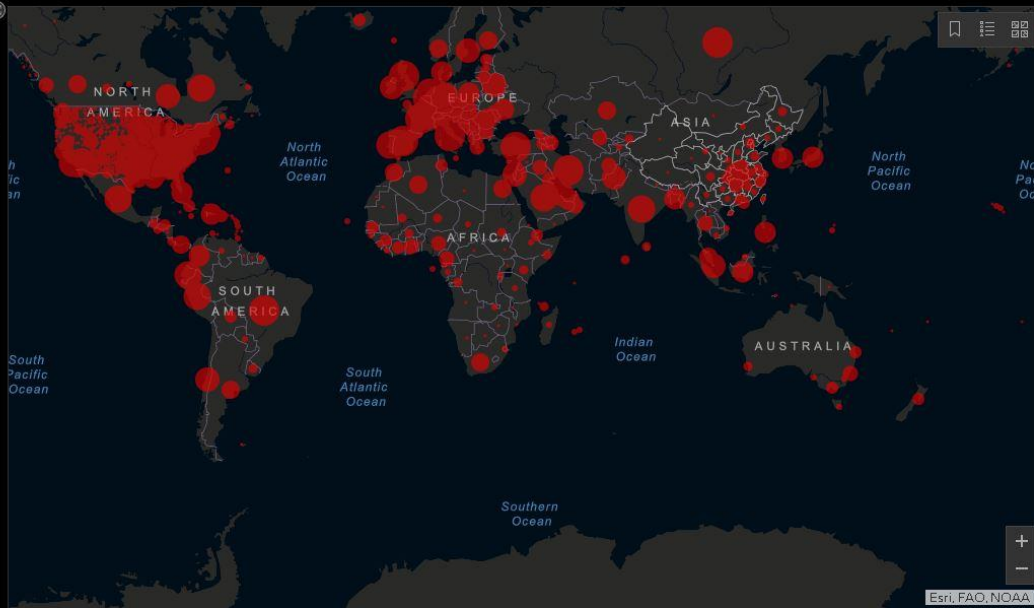 NORTH
AMERICA
EUROPE
ASIA
North
Atlantic
Ocean
North
Pacific
Ocean
AFRICA
SOUTH
AMERICA
Indian
Ocean
AUSTRALIA
South
Pacific
Ocean
South
Atlantic
Ocean
Southern
Ocean
+
−
Esri, FAO, NOAA